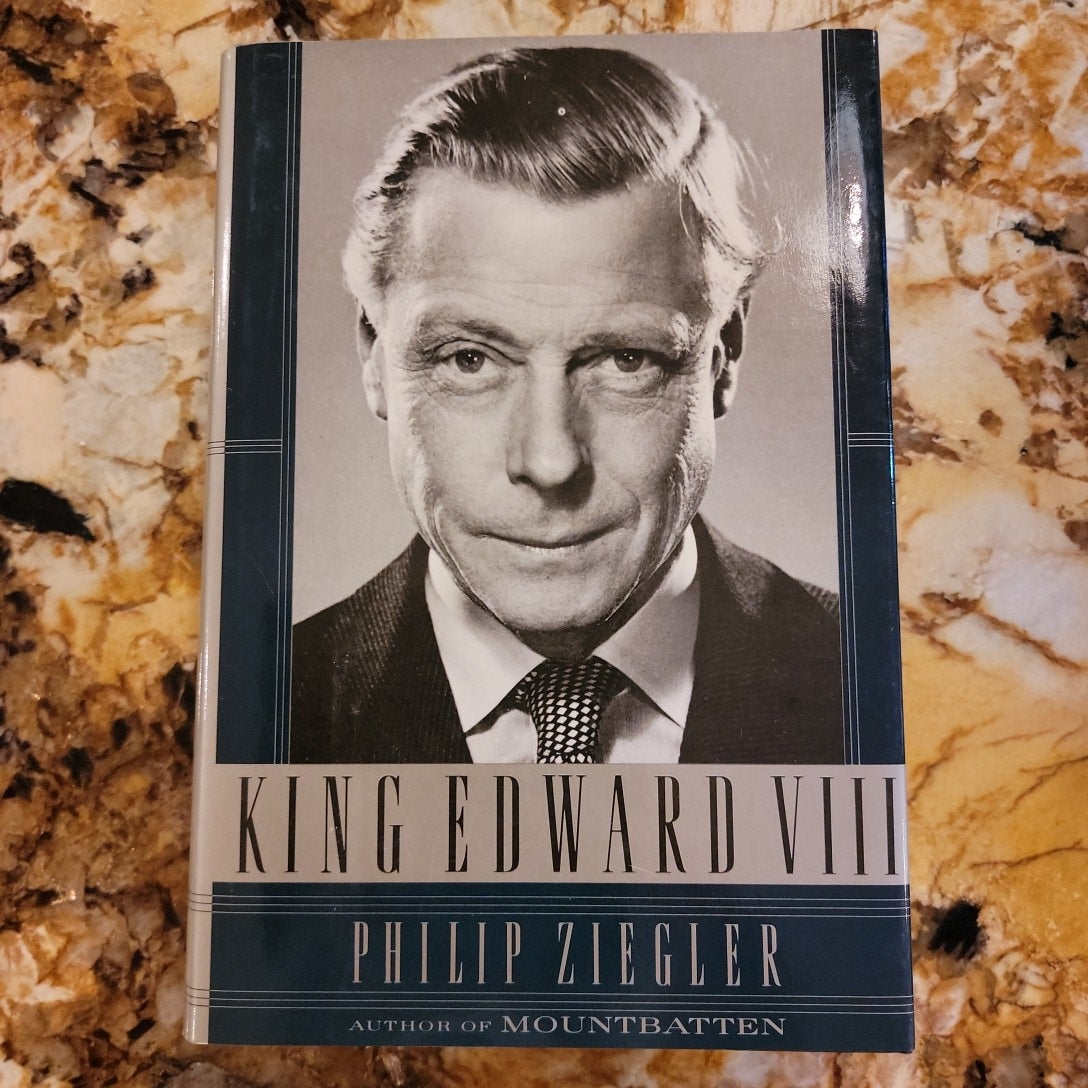 KING EDWARD VIII
PHILIP ZIEGLER
AUTHOR OF MOUNTBATTEN